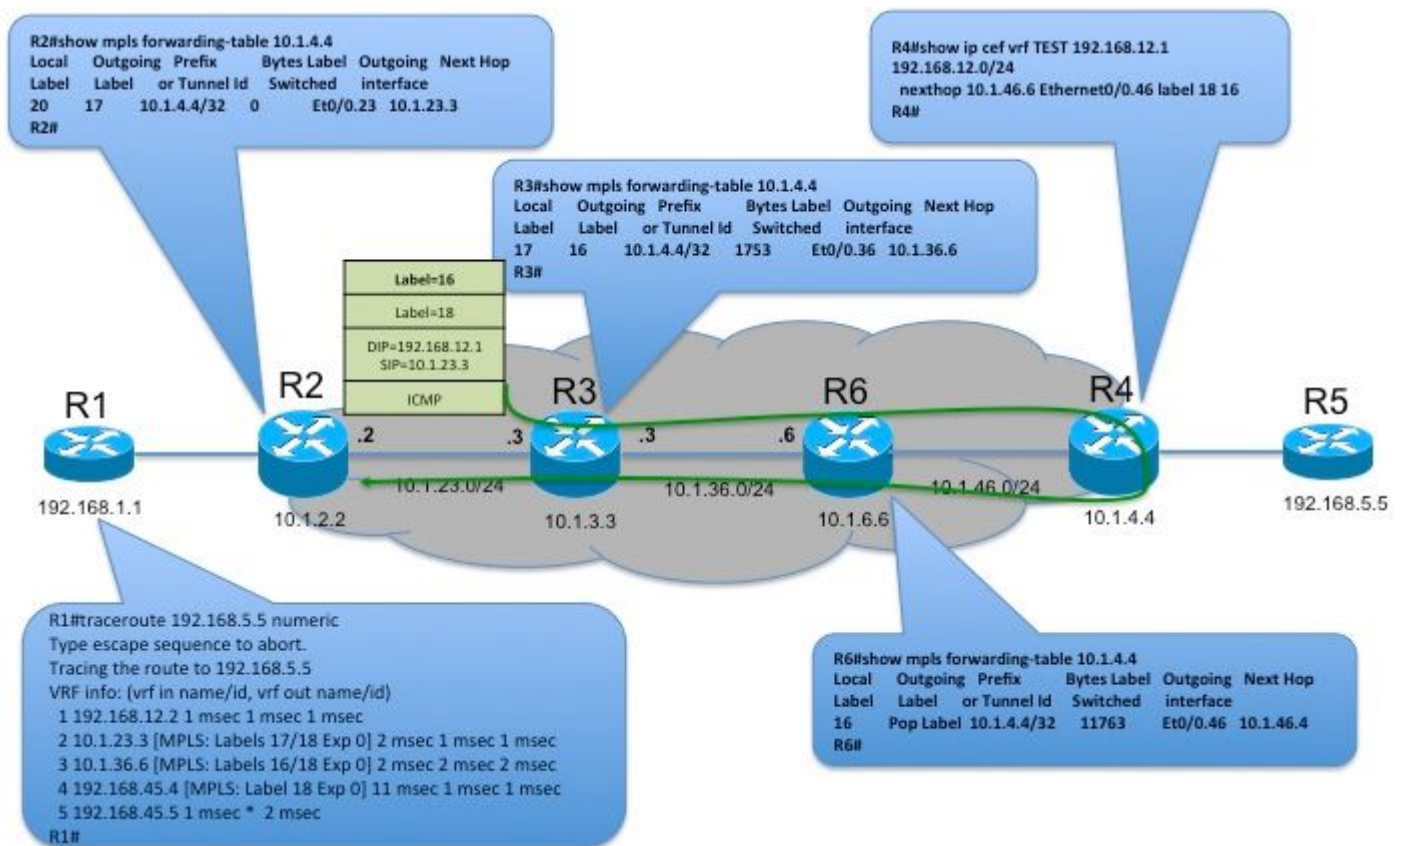 R2#show mpls forwarding-table 10.1.4.4
Local Outgoing Prefix Bytes Label Outgoing Next Hop
Label Label or Tunnel Id Switched interface
20 17 10.1.4.4/32 0 Et0/0.23 10.1.23.3
R2#
R4#show ip cef vrf TEST 192.168.12.1
192.168.12.0/24
nexthop 10.1.46.6 Ethernet0/0.46 label 18 16
R4#
R3#show mpls forwarding-table 10.1.4.4
Local Outgoing Prefix Bytes Label Outgoing Next Hop
Label Label or Tunnel Id Switched interface
17 16 10.1.4.4/32 1753 Et0/0.36 10.1.36.6
R3#
Label=16
Label=18
DIP=192.168.12.1
SIP=10.1.23.3
ICMP
R1
R2
R3
R6
R4
R5
.2
.3
.3
.6
10.1.23.0/24
10.1.36.0/24
10.1.46.0/24
192.168.1.1
10.1.2.2
10.1.3.3
10.1.6.6
10.1.4.4
192.168.5.5
R1#traceroute 192.168.5.5 numeric
Type escape sequence to abort.
Tracing the route to 192.168.5.5
VRF info: (vrf in name/id, vrf out name/id)
1 192.168.12.2 1 msec 1 msec 1 msec
2 10.1.23.3 [MPLS: Labels 17/18 Exp 0] 2 msec 1 msec 1 msec
3 10.1.36.6 [MPLS: Labels 16/18 Exp 0] 2 msec 2 msec 2 msec
4 192.168.45.4 [MPLS: Label 18 Exp 0] 11 msec 1 msec 1 msec
5 192.168.45.5 1 msec * 2 msec
R1#
R6#show mpls forwarding-table 10.1.4.4
Local Outgoing Prefix Bytes Label Outgoing Next Hop
Label Label or Tunnel Id Switched interface
16 Pop Label 10.1.4.4/32 11763 Et0/0.46 10.1.46.4
R6#